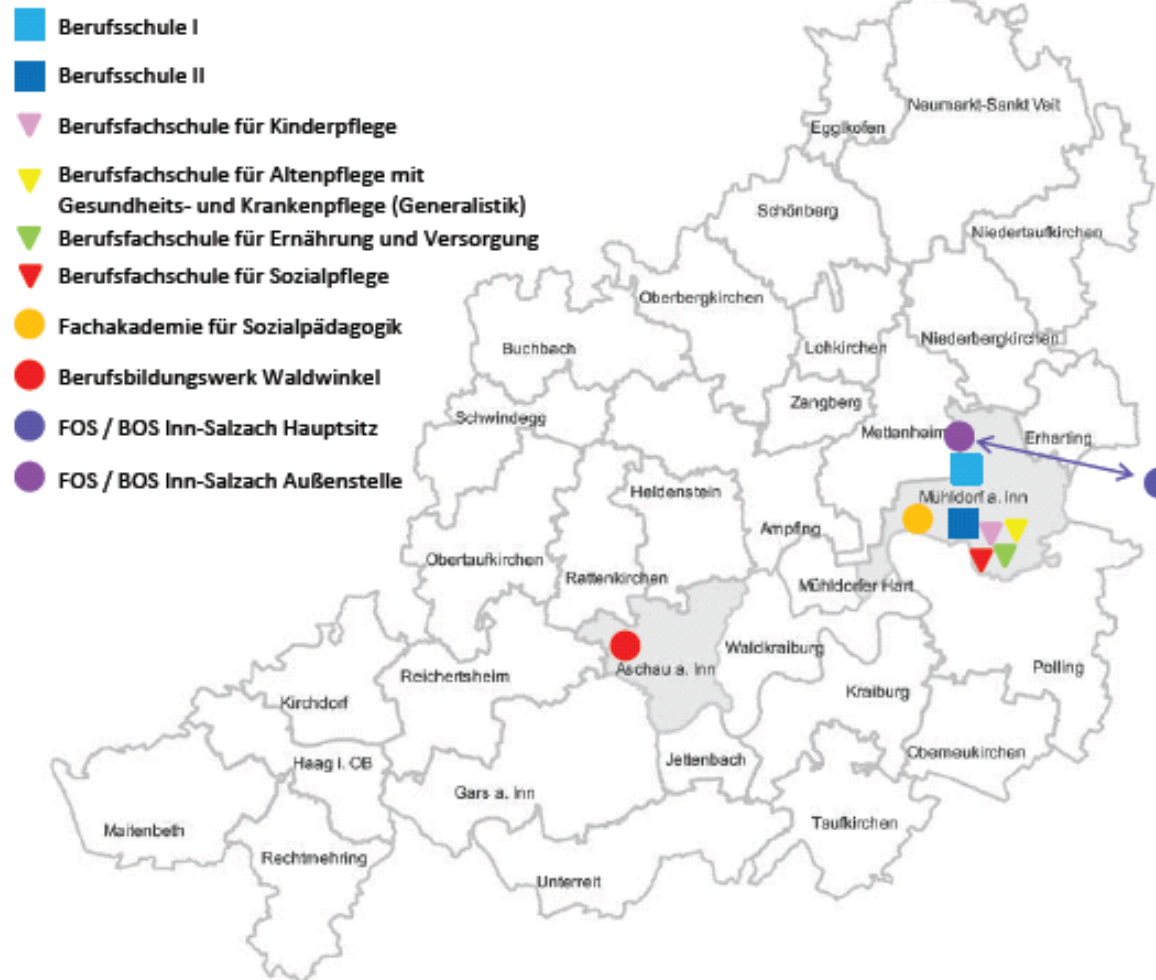 Berufsschule I
Berufsschule II
Berufsfachschule für Kinderpflege
Berufsfachschule für Altenpflege mit
Gesundheits- und Krankenpflege (Generalistik)
Berufsfachschule für Ernährung und Versorgung
Berufsfachschule für Sozialpflege
Fachakademie für Sozialpädagogik
Berufsbildungswerk Waldwinkel
FOS / BOS Inn-Salzach Hauptsitz
FOS / BOS Inn-Salzach Außenstelle
Neumarkt-Sankt Veit
Egglkofen
Schönberg
Niedertaufkirchen
Oberbergkirchen
Niederbergkirchen
Lohkirchen
Buchbach
Zangberg
Schwindegg
Mettenheim
Erharting
Heldenstein
Mühldorf a. Inn
Ampfing
Obertaufkirchen
Rattenkirchen
Mühldorfer Hart
Waldkraiburg
Aschau a. Inn
Polling
Reichertsheim
Kraiburg
Kirchdorf
Oberneukirchen
Jettenbach
Haag i. OB
Gars a. Inn
Taufkirchen
Maitenbeth
Rechtmehring
Unterreit